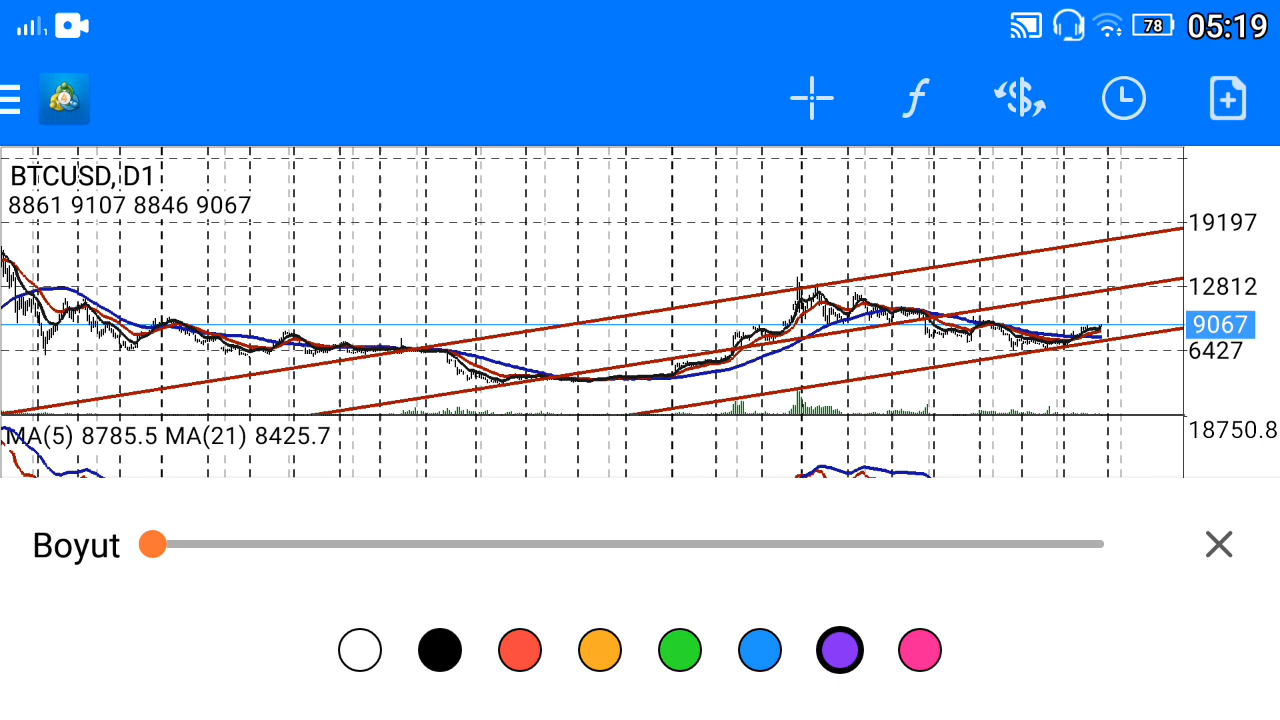 78 05:19
BTCUSD, D1
8861 9107 8846 9067
19197
12812
9067
6427
MA(5) 8785.5 MA(21) 8425.7
18750.8
Boyut